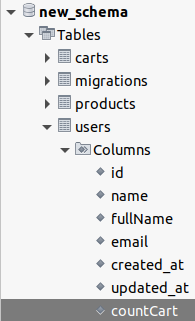 new_schema
Tables
carts
migrations
products
users
Columns
id
name
fullName
email
created_at
updated_at
countCart